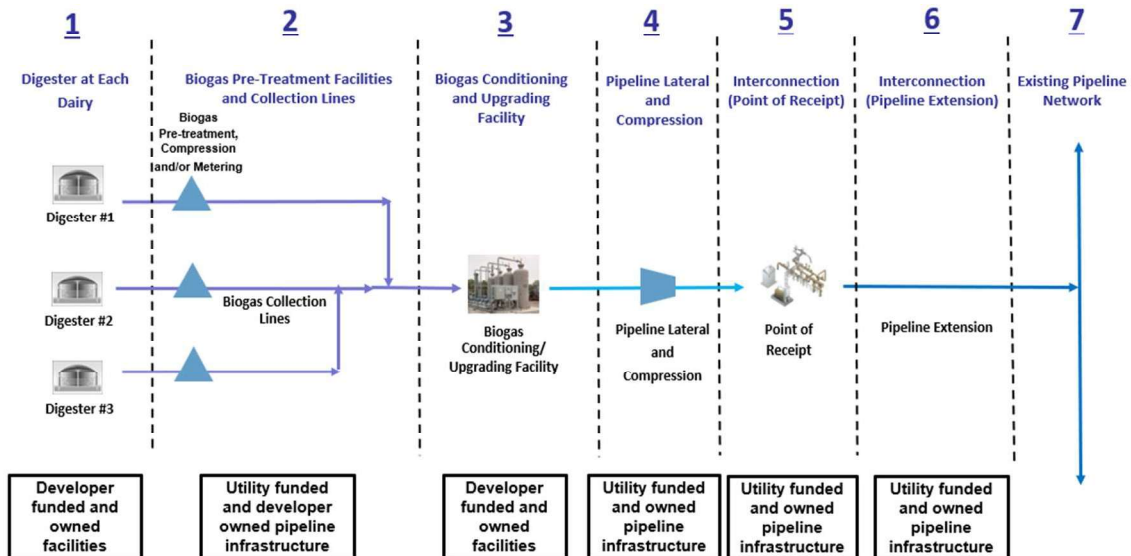 1
2
3
4
5
6
7
Digester at Each
Dairy
Biogas Pre-Treatment Facilities
and Collection Lines
Biogas Conditioning
and Upgrading
Facility
Pipeline Lateral
and
Compression
Interconnection
(Point of Receipt)
Interconnection
(Pipeline Extension)
Existing Pipeline
Network
Biogas
Pre-treatment,
Compression
and/or Metering
Digester #1
Digester #2
Digester #3
Biogas Collection
Lines
Biogas
Conditioning/
Upgrading Facility
Pipeline Lateral
and
Compression
Point of
Receipt
Pipeline Extension
Developer
funded and
owned
facilities
Utility funded
and developer
owned pipeline
infrastructure
Developer
funded and
owned
facilities
Utility funded
and owned
pipeline
infrastructure
Utility funded
and owned
pipeline
infrastructure
Utility funded
and owned
pipeline
infrastructure